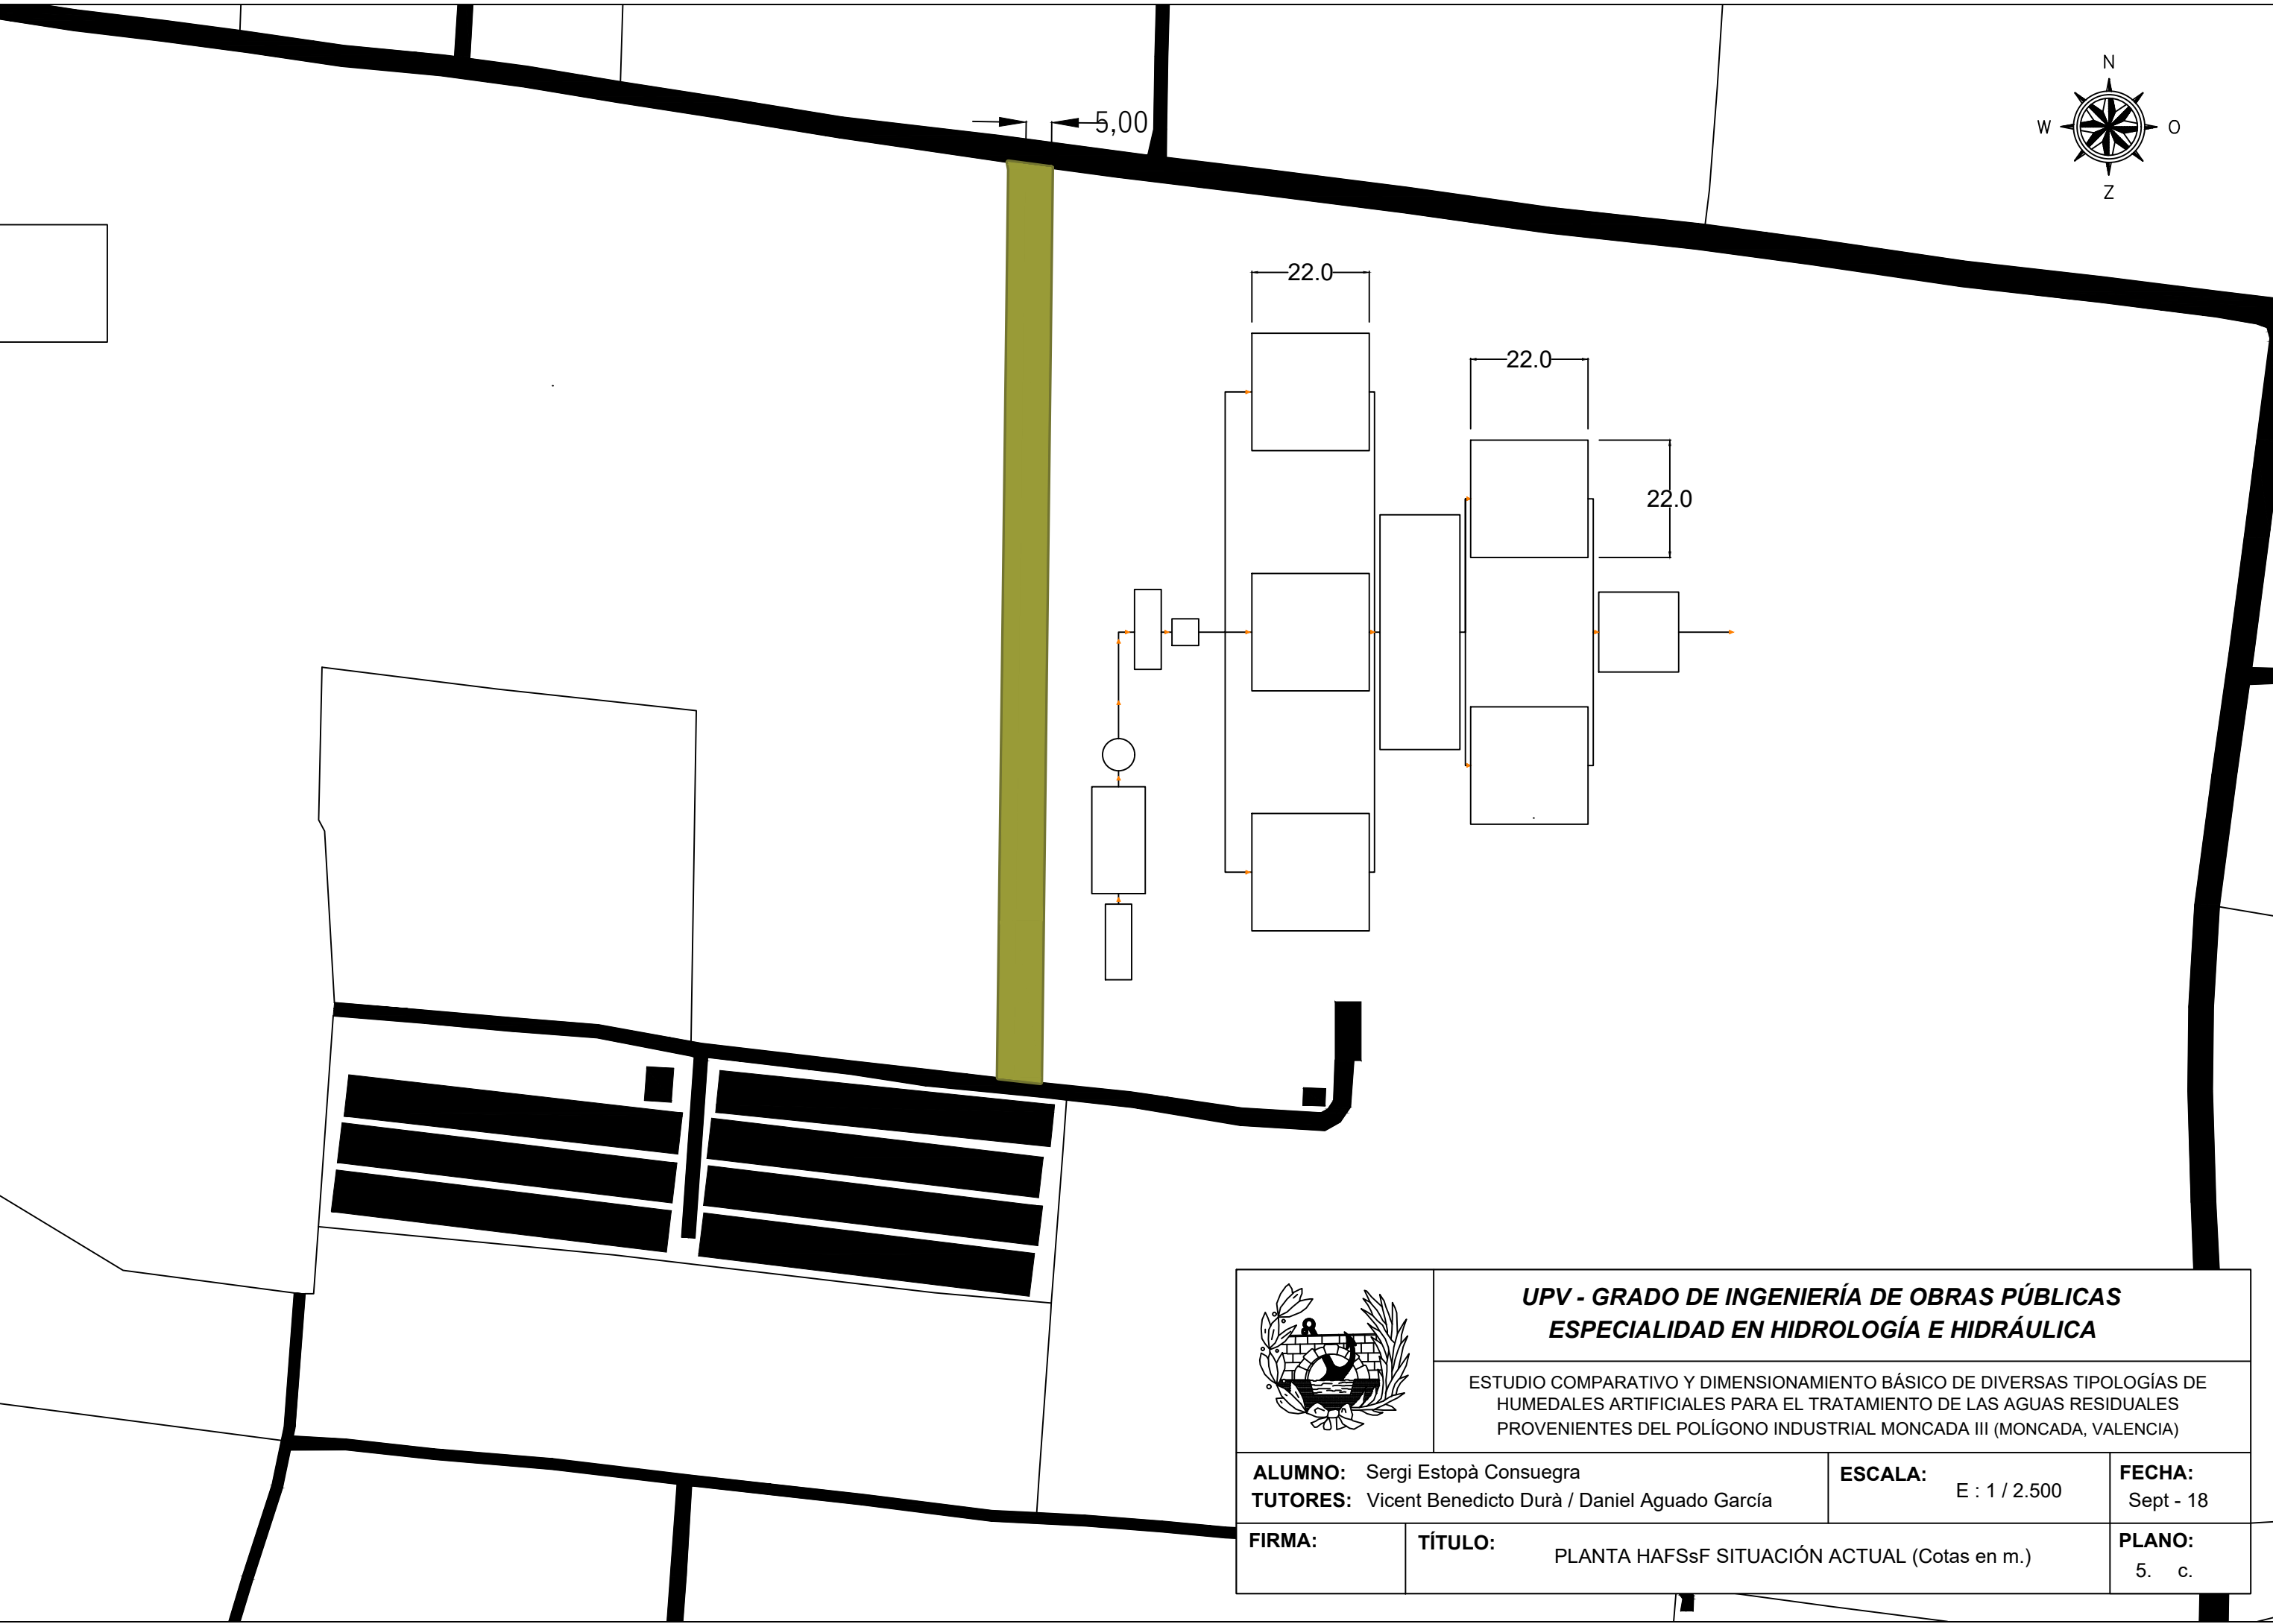 N
W
O
Z
5,00
22.0
22.0
22.0
UPV - GRADO DE INGENIERÍA DE OBRAS PÚBLICAS
ESPECIALIDAD EN HIDROLOGÍA E HIDRÁULICA
ESTUDIO COMPARATIVO Y DIMENSIONAMIENTO BÁSICO DE DIVERSAS TIPOLOGÍAS DE
HUMEDALES ARTIFICIALES PARA EL TRATAMIENTO DE LAS AGUAS RESIDUALES
PROVENIENTES DEL POLÍGONO INDUSTRIAL MONCADA III (MONCADA, VALENCIA)
ALUMNO: Sergi Estopà Consuegra
TUTORES: Vicent Benedicto Durà / Daniel Aguado García
ESCALA:
E : 1 / 2.500
FECHA:
Sept - 18
FIRMA:
TÍTULO:
PLANTA HAFSsF SITUACIÓN ACTUAL (Cotas en m.)
PLANO:
5. c.